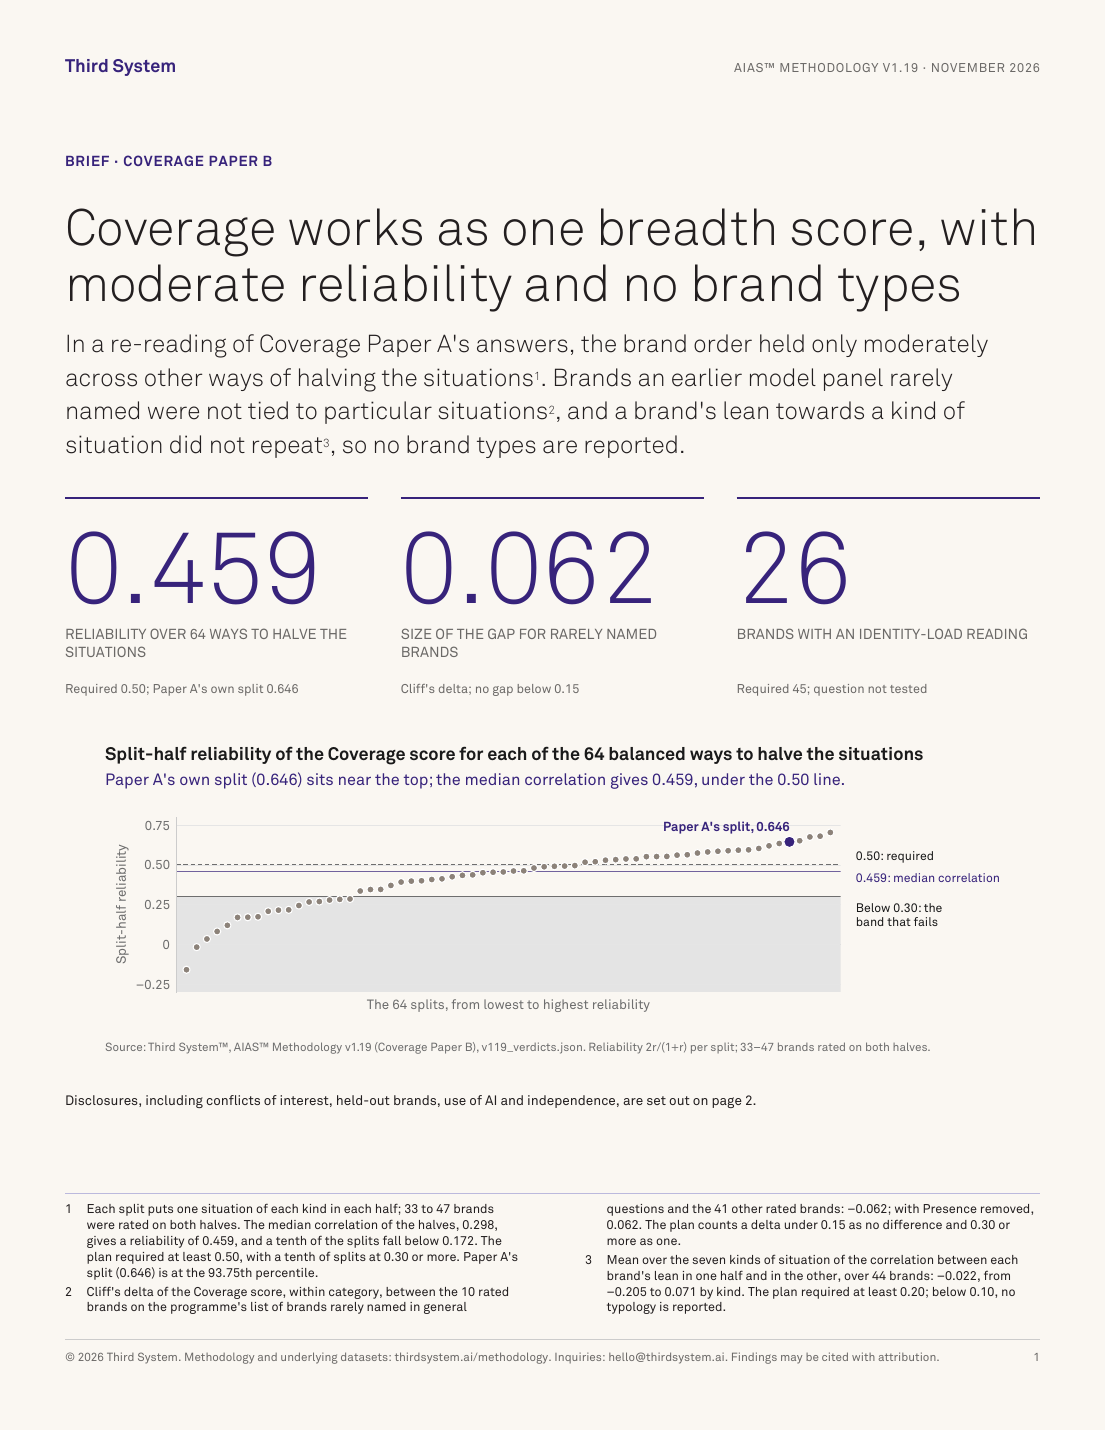 Third System
AIAS™ METHODOLOGY V1.19 · NOVEMBER 2026
BRIEF · COVERAGE PAPER B
Coverage works as one breadth score, with
moderate reliability and no brand types
In a re-reading of Coverage Paper A's answers, the brand order held only moderately
across other ways of halving the situations¹. Brands an earlier model panel rarely
named were not tied to particular situations², and a brand's lean towards a kind of
situation did not repeat³, so no brand types are reported.
0.459
RELIABILITY OVER 64 WAYS TO HALVE THE
SITUATIONS
Required 0.50; Paper A's own split 0.646
0.062
SIZE OF THE GAP FOR RARELY NAMED
BRANDS
Cliff's delta; no gap below 0.15
26
BRANDS WITH AN IDENTITY-LOAD READING
Required 45; question not tested
Split-half reliability of the Coverage score for each of the 64 balanced ways to halve the situations
Paper A's own split (0.646) sits near the top; the median correlation gives 0.459, under the 0.50 line.
Split-half reliability
0.75
0.50
0.25
0
−0.25
Paper A's split, 0.646
0.50: required
0.459: median correlation
Below 0.30: the
band that fails
The 64 splits, from lowest to highest reliability
Source: Third System™, AIAS™ Methodology v1.19 (Coverage Paper B), v119_verdicts.json. Reliability 2r/(1+r) per split; 33–47 brands rated on both halves.
Disclosures, including conflicts of interest, held-out brands, use of AI and independence, are set out on page 2.
1 Each split puts one situation of each kind in each half; 33 to 47 brands
were rated on both halves. The median correlation of the halves, 0.298,
gives a reliability of 0.459, and a tenth of the splits fall below 0.172. The
plan required at least 0.50, with a tenth of splits at 0.30 or more. Paper A's
split (0.646) is at the 93.75th percentile.
2 Cliff's delta of the Coverage score, within category, between the 10 rated
brands on the programme's list of brands rarely named in general
questions and the 41 other rated brands: −0.062; with Presence removed,
0.062. The plan counts a delta under 0.15 as no difference and 0.30 or
more as one.
3 Mean over the seven kinds of situation of the correlation between each
brand's lean in one half and in the other, over 44 brands: −0.022, from
−0.205 to 0.071 by kind. The plan required at least 0.20; below 0.10, no
typology is reported.
© 2026 Third System. Methodology and underlying datasets: thirdsystem.ai/methodology. Inquiries: hello@thirdsystem.ai. Findings may be cited with attribution.
1